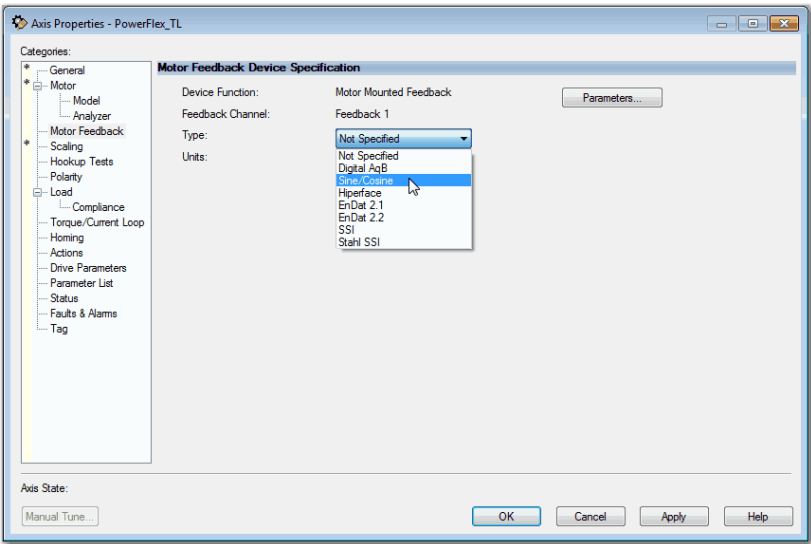 Axis Properties - PowerFlex_TL
Categories:
* General
* Motor
Model
Analyzer
Motor Feedback
* Scaling
Hookup Tests
Polarity
Load
Compliance
Torque/Current Loop
Homing
Actions
Drive Parameters
Parameter List
Status
Faults & Alarms
Tag
Motor Feedback Device Specification
Device Function: Motor Mounted Feedback
Parameters...
Feedback Channel: Feedback 1
Type: Not Specified
Units:
Not Specified
Digital AqB
Sine/Cosine
Hiperface
EnDat 2.1
EnDat 2.2
SSI
Stahl SSI
Axis State:
Manual Tune... OK Cancel Apply Help